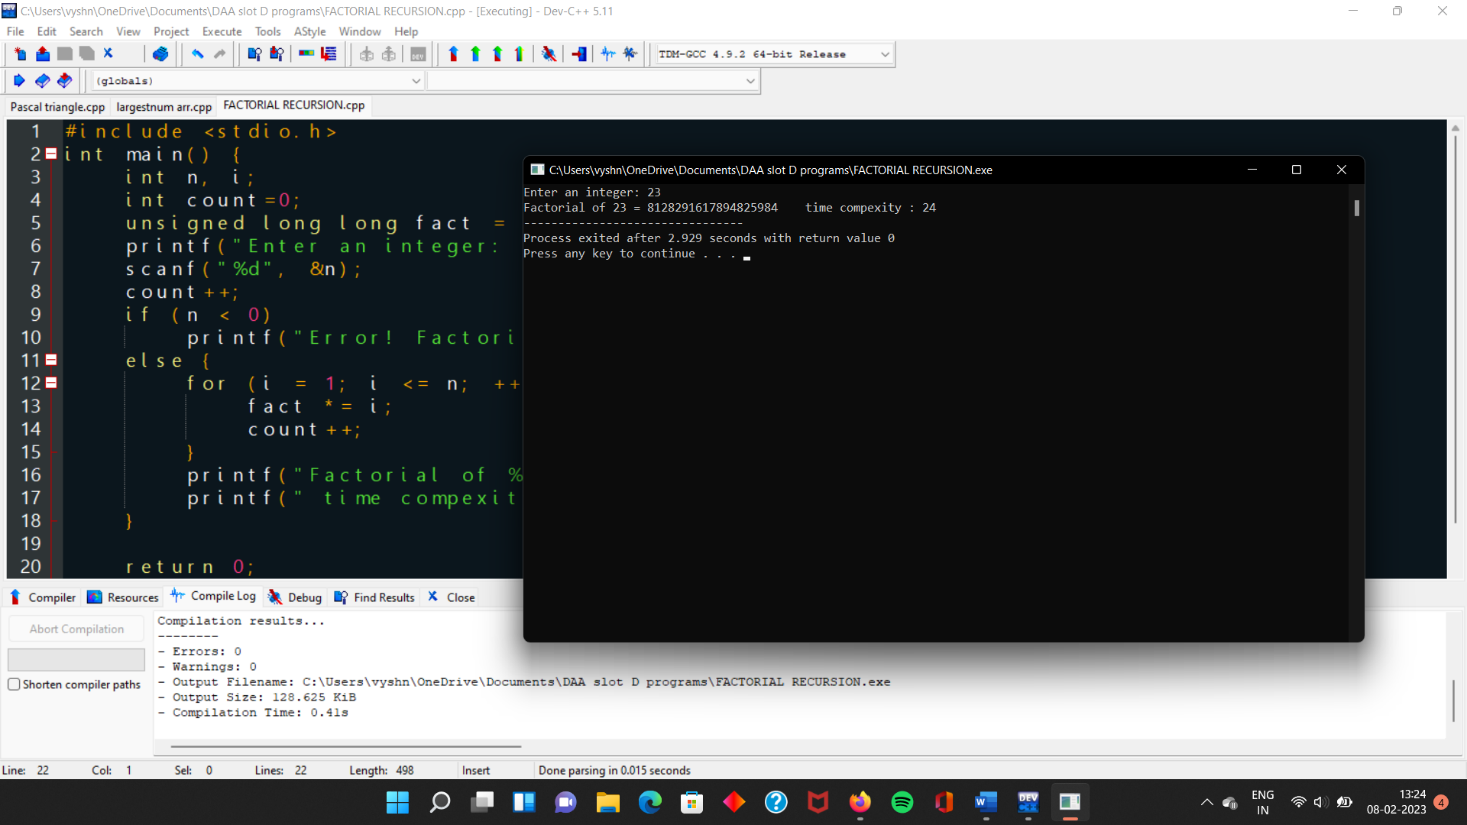 C:\Users\vyshn\OneDrive\Documents\DAA slot D programs\FACTORIAL RECURSION.cpp - [Executing] - Dev-C++ 5.11
File Edit Search View Project Execute Tools AStyle Window Help
TDM-GCC 4.9.2 64-bit Release
(globals)
Pascal triangle.cpp largestnum arr.cpp FACTORIAL RECURSION.cpp
1 #include <stdio.h>
2 int main() {
3 int n, i;
4 int count=0;
5 unsigned long long fact =
6 printf("Enter an integer:
7 scanf("%d", &n);
8 count++;
9 if (n < 0)
10 printf("Error! Factori
11 else {
12 for (i = 1; i <= n; ++
13 fact *= i;
14 count++;
15 }
16 printf("Factorial of %
17 printf(" time compexit
18 }
19
20 return 0;
C:\Users\vyshn\OneDrive\Documents\DAA slot D programs\FACTORIAL RECURSION.exe
Enter an integer: 23
Factorial of 23 = 8128291617894825984 time compexity : 24
--------------------------------
Process exited after 2.929 seconds with return value 0
Press any key to continue . . .
Compiler Resources Compile Log Debug Find Results Close
Abort Compilation
Shorten compiler paths
Compilation results...
--------
- Errors: 0
- Warnings: 0
- Output Filename: C:\Users\vyshn\OneDrive\Documents\DAA slot D programs\FACTORIAL RECURSION.exe
- Output Size: 128.625 KiB
- Compilation Time: 0.41s
Line: 22 Col: 1 Sel: 0 Lines: 22 Length: 498 Insert Done parsing in 0.015 seconds
DEV
ENG
IN
13:24
08-02-2023
4